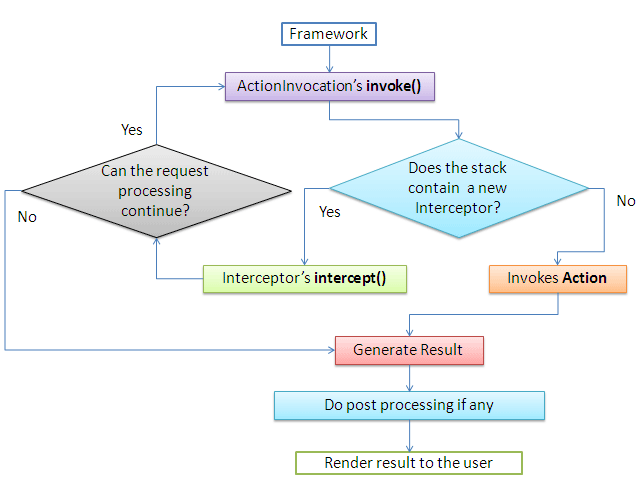 Framework
ActionInvocation's invoke()
Yes
Can the request
processing
continue?
No
Does the stack
contain a new
Interceptor?
Yes
No
Interceptor's intercept()
Invokes Action
Generate Result
Do post processing if any
Render result to the user